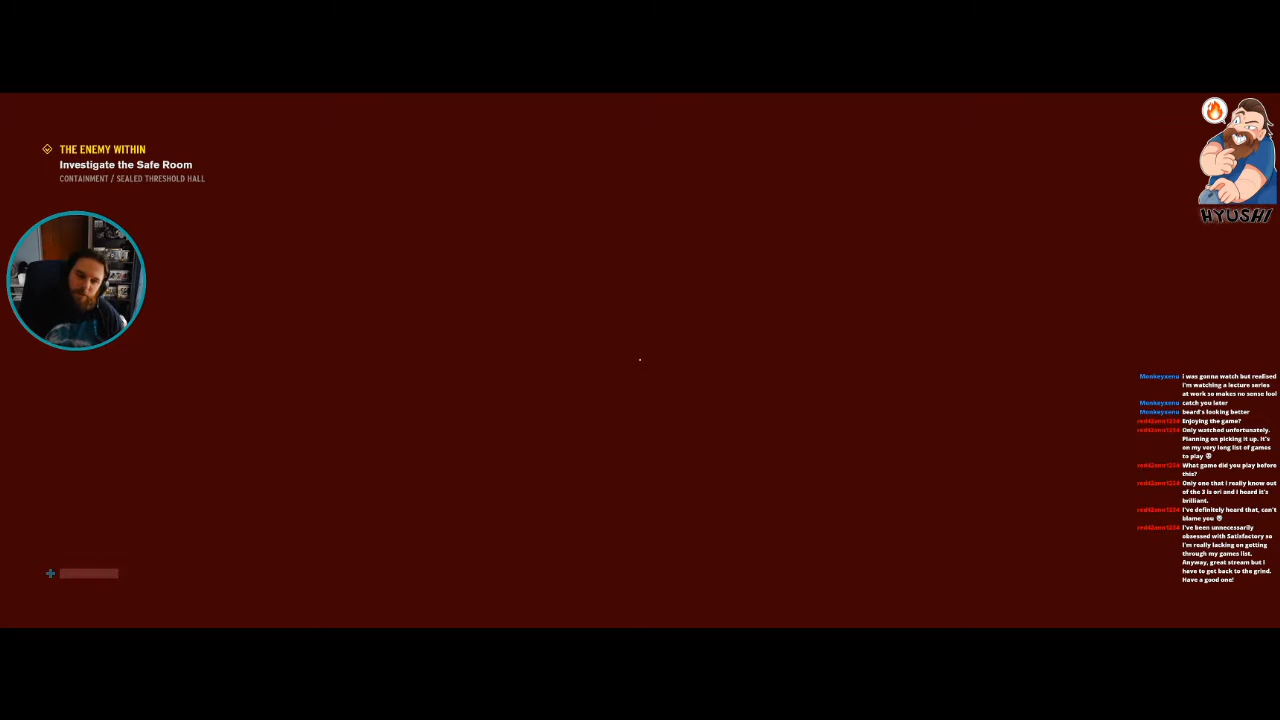 THE ENEMY WITHIN
Investigate the Safe Room
CONTAINMENT / SEALED THRESHOLD HALL
HYUSHI
Monkeyxenu i was gonna watch but realised
I'm watching a lecture series
at work so makes no sense lool
Monkeyxenu catch you later
Monkeyxenu beard's looking better
Enjoying the game?
Only watched unfortunately.
Planning on picking it up. It's
on my very long list of games
to play
What game did you play before
this?
Only one that I really know out
of the 3 is ori and I heard it's
brilliant.
I've definitely heard that, can't
blame you
I've been unnecessarily
obsessed with Satisfactory so
I'm really lacking on getting
through my games list.
Anyway, great stream but I
have to get back to the grind.
Have a good one!